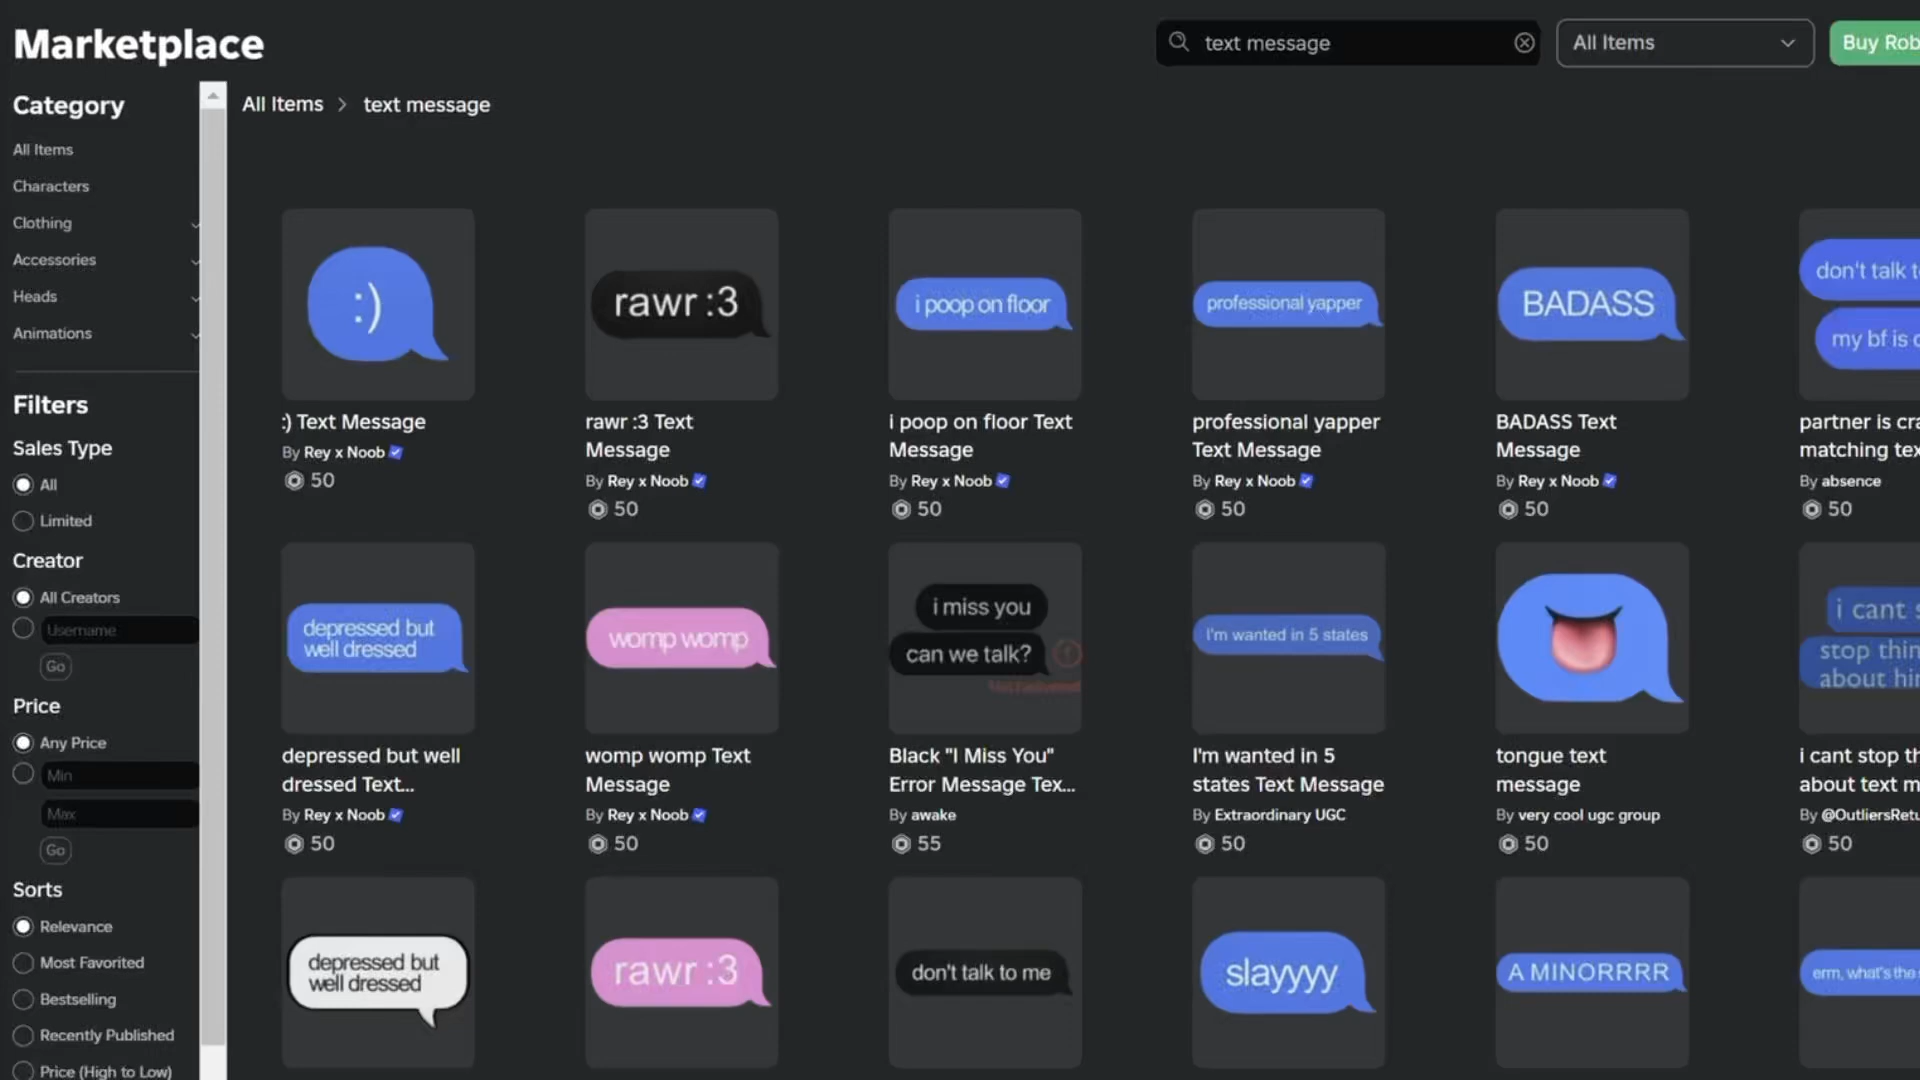 Marketplace
text message
All Items
Buy Rob
Category
All Items
Characters
Clothing
Accessories
Heads
Animations
Filters
Sales Type
All
Limited
Creator
All Creators
Username
Go
Price
Any Price
Min
Max
Go
Sorts
Relevance
Most Favorited
Bestselling
Recently Published
Price (High to Low)
All Items > text message
:)
:) Text Message
By Rey x Noob
50
rawr :3
rawr :3 Text
Message
By Rey x Noob
50
i poop on floor
i poop on floor Text
Message
By Rey x Noob
50
professional yapper
professional yapper
Text Message
By Rey x Noob
50
BADASS
BADASS Text
Message
By Rey x Noob
50
don't talk t
my bf is c
partner is cra
matching tex
By absence
50
depressed but
well dressed
depressed but well
dressed Text...
By Rey x Noob
50
womp womp
womp womp Text
Message
By Rey x Noob
50
i miss you
can we talk?
Black "I Miss You"
Error Message Tex...
By awake
55
I'm wanted in 5 states
I'm wanted in 5
states Text Message
By Extraordinary UGC
50
tongue text
message
By very cool ugc group
50
i cant s
stop thin
about hin
i cant stop th
about text m
By @OutliersRetu
50
depressed but
well dressed
rawr :3
don't talk to me
slayyyy
A MINORRRR
erm, what's the